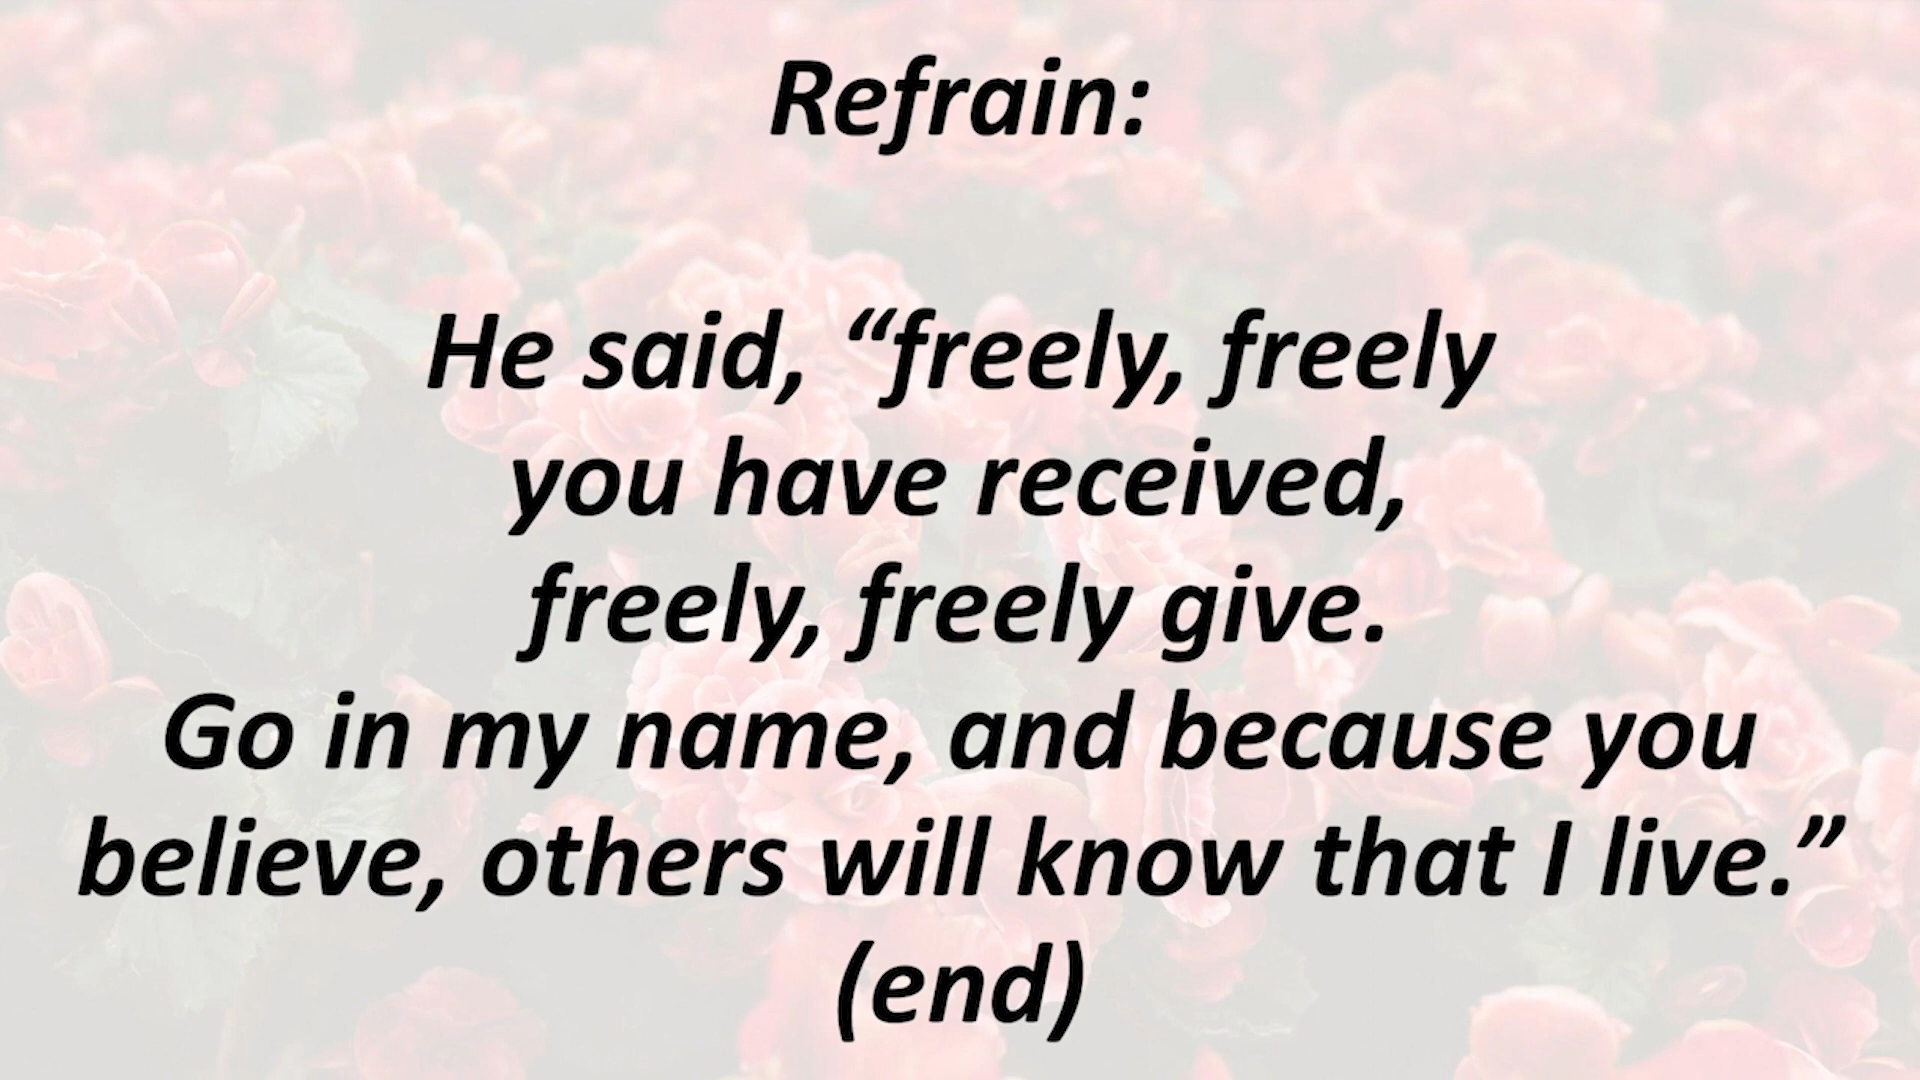 Refrain:
He said, “freely, freely
you have received,
freely, freely give.
Go in my name, and because you
believe, others will know that I live.”
(end)